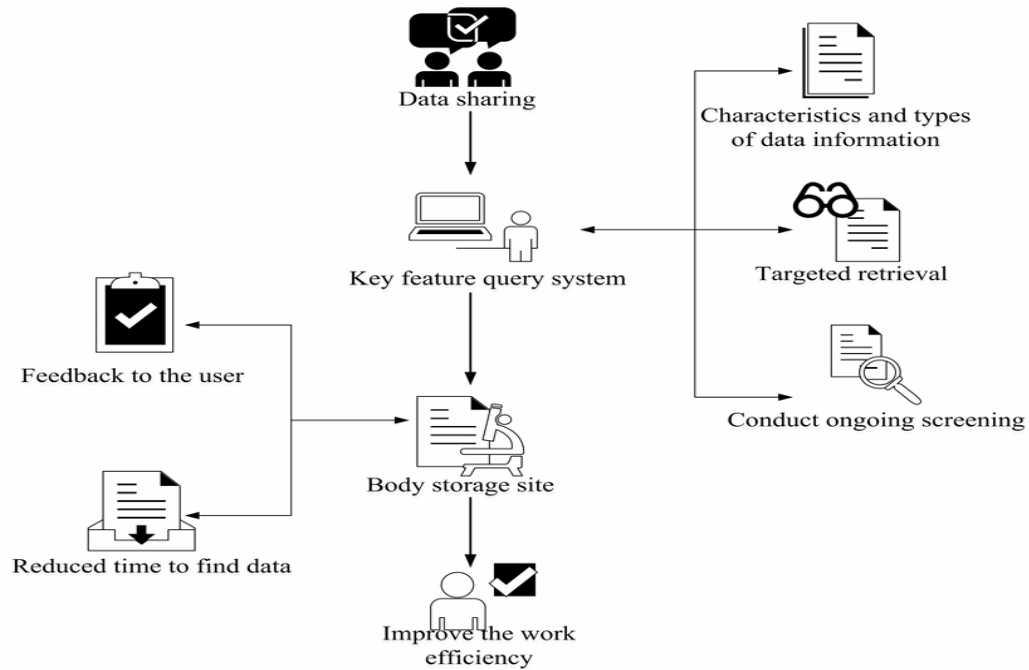 Data sharing
Characteristics and types
of data information
Key feature query system
Targeted retrieval
Feedback to the user
Conduct ongoing screening
Body storage site
Reduced time to find data
Improve the work
efficiency